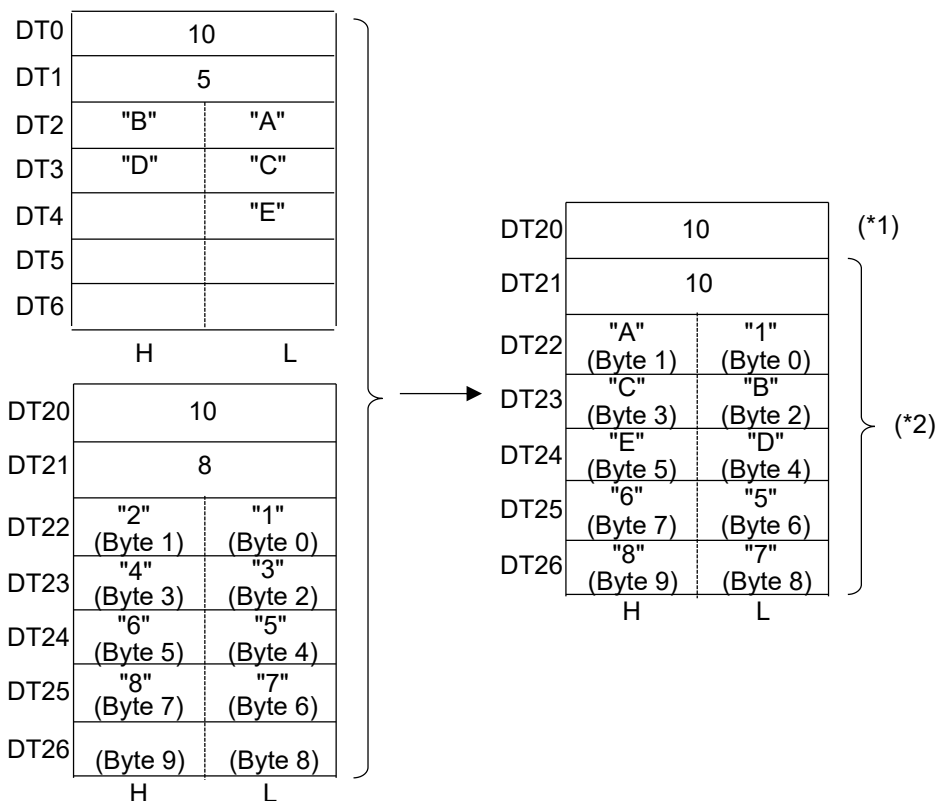 DT0 10
DT1 5
DT2 "B" "A"
DT3 "D" "C"
DT4 "E"
DT5
DT6
H L
DT20 10
DT21 8
DT22 "2" "1"
(Byte 1) (Byte 0)
DT23 "4" "3"
(Byte 3) (Byte 2)
DT24 "6" "5"
(Byte 5) (Byte 4)
DT25 "8" "7"
(Byte 7) (Byte 6)
DT26
(Byte 9) (Byte 8)
H L
DT20 10 (*1)
DT21 10
DT22 "A" "1"
(Byte 1) (Byte 0)
DT23 "C" "B"
(Byte 3) (Byte 2)
(*2)
DT24 "E" "D"
(Byte 5) (Byte 4)
DT25 "6" "5"
(Byte 7) (Byte 6)
DT26 "8" "7"
(Byte 9) (Byte 8)
H L